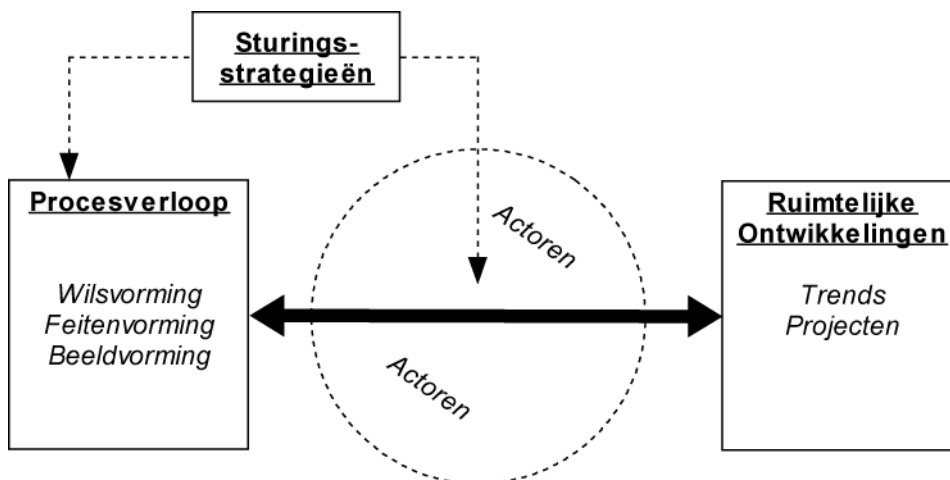 Sturings-
strategieën
Procesverloop
Wilsvorming
Feitenvorming
Beeldvorming
Actoren
Actoren
Ruimtelijke
Ontwikkelingen
Trends
Projecten